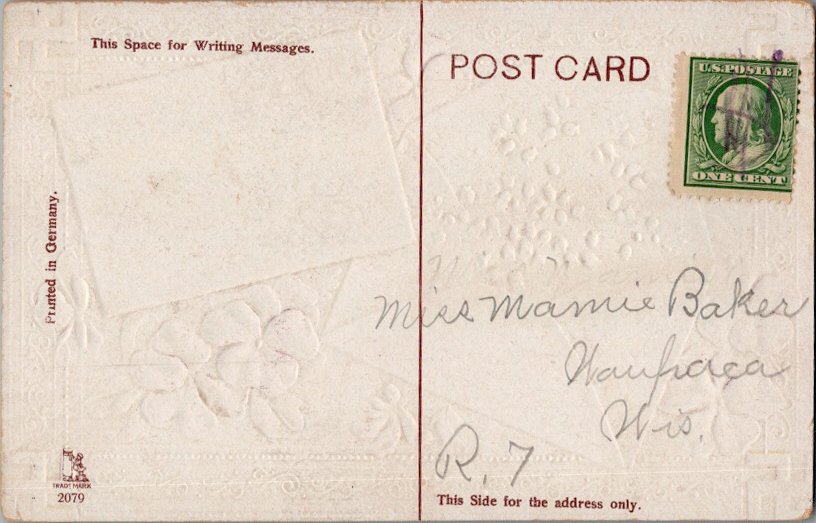 This Space for Writing Messages.
Printed in Germany.
TRADE MARK
2079
POST CARD
U.S. POSTAGE
ONE CENT
Miss Mamie Baker
Waupaca
Wis.
R. 7
This Side for the address only.